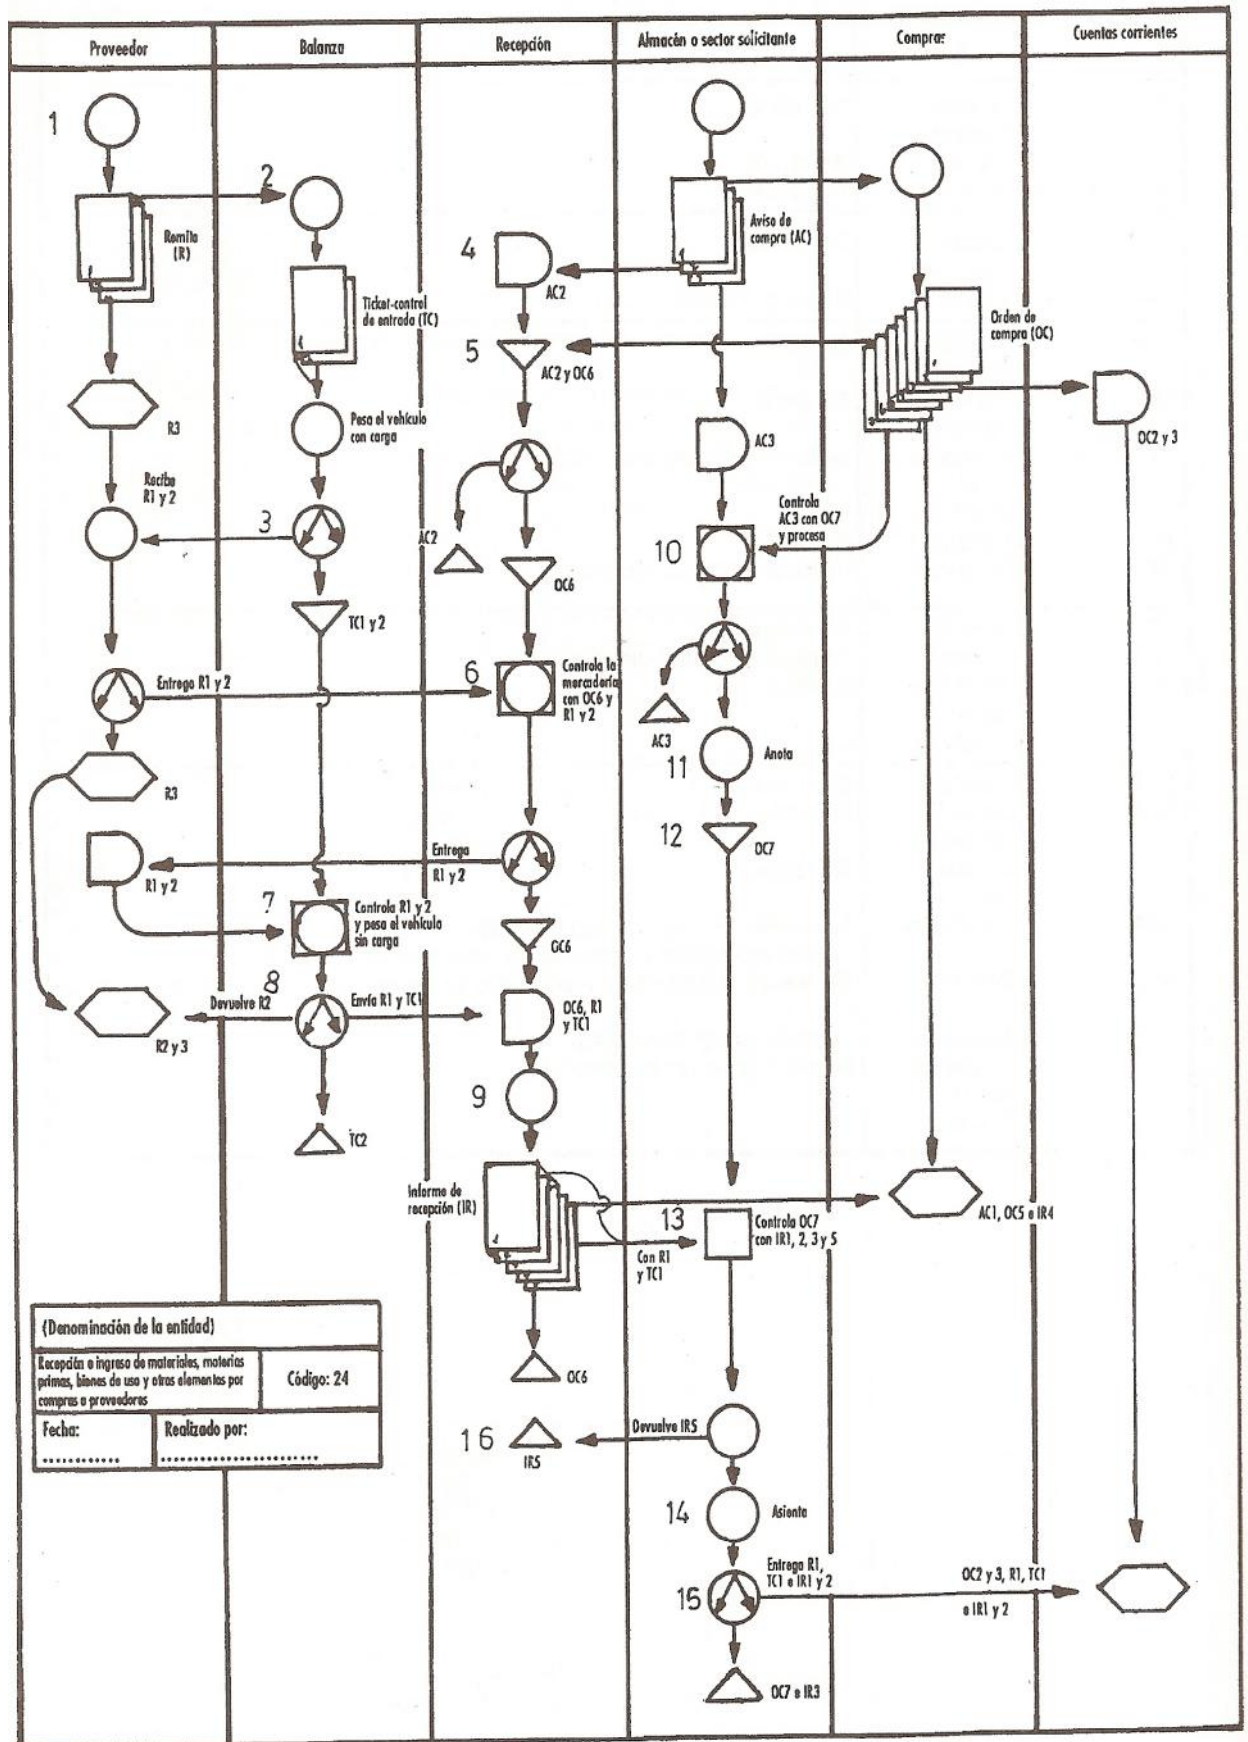 Proveedor
Balanza
Recepción
Almacén o sector solicitante
Compras
Cuentas corrientes
1
2
Remito
(R)
Ticket-control
de entrada (TC)
4
AC2
Aviso de
compra (AC)
5
AC2 y OC6
Orden de
compra (OC)
R3
Pesa el vehículo
con carga
AC3
OC2 y 3
Recibe
R1 y 2
3
AC2
OC6
Controla
AC3 con OC7
y procesa
10
TC1 y 2
Entrega R1 y 2
6
Controla la
mercadería
con OC6 y
R1 y 2
AC3
R3
11
Anota
12
OC7
Entrega
R1 y 2
R1 y 2
7
Controla R1 y 2
y pesa el vehículo
sin carga
OC6
8
Devuelve R2
Envía R1 y TC1
OC6, R1
y TC1
R2 y 3
9
TC2
Informe de
recepción (IR)
13
Controla OC7
con IR1, 2, 3 y 5
AC1, OC5 e IR4
Con R1
y TC1
OC6
(Denominación de la entidad)
Recepción e ingreso de materiales, materias
primas, bienes de uso y otros elementos por
compras a proveedores
Código: 24
Fecha:
............
Realizado por:
.......................
16
Devuelve IR5
IR5
14
Asienta
Entrega R1,
TC1 e IR1 y 2
OC2 y 3, R1, TC1
e IR1 y 2
15
OC7 e IR3